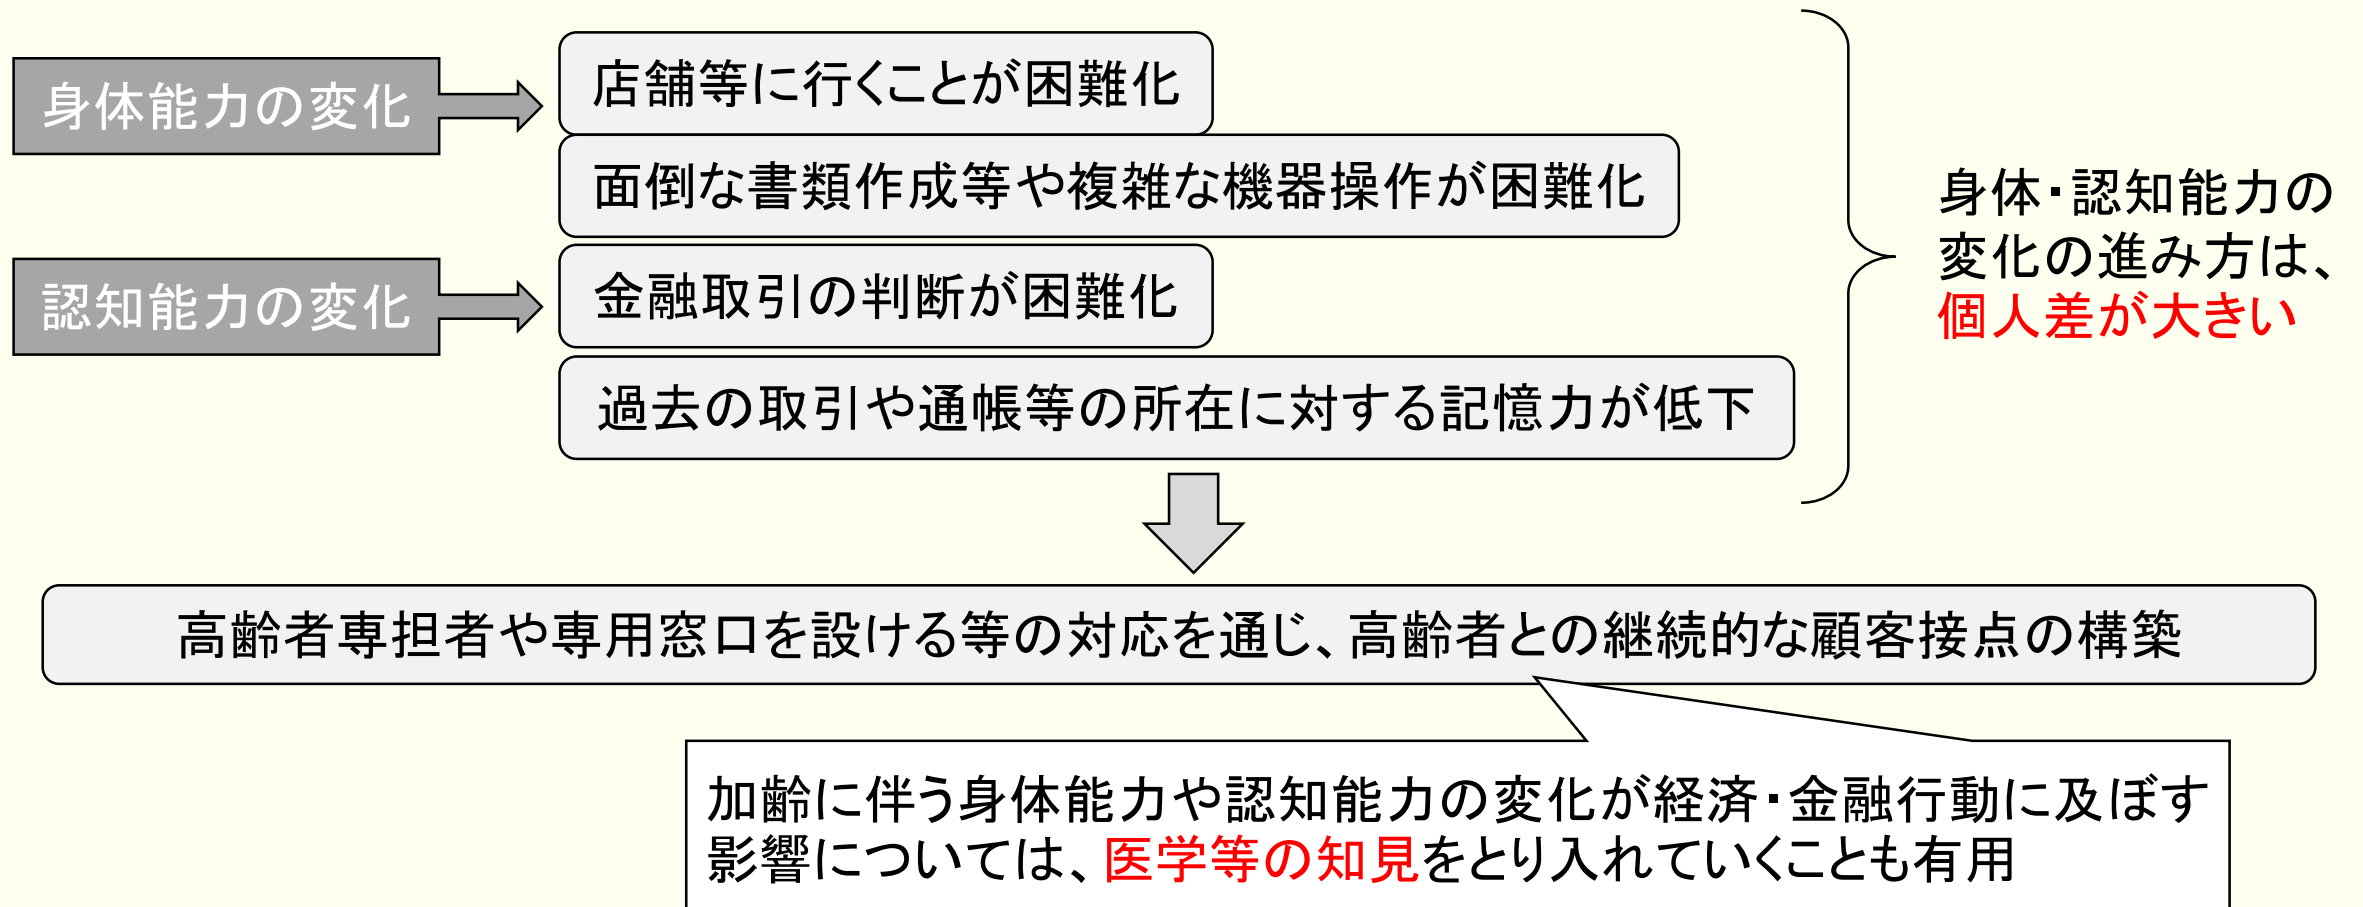 身体能力の変化
店舗等に行くことが困難化
面倒な書類作成等や複雑な機器操作が困難化
認知能力の変化
金融取引の判断が困難化
過去の取引や通帳等の所在に対する記憶力が低下
身体・認知能力の
変化の進み方は、
個人差が大きい
高齢者専担者や専用窓口を設ける等の対応を通じ、高齢者との継続的な顧客接点の構築
加齢に伴う身体能力や認知能力の変化が経済・金融行動に及ぼす
影響については、医学等の知見をとり入れていくことも有用